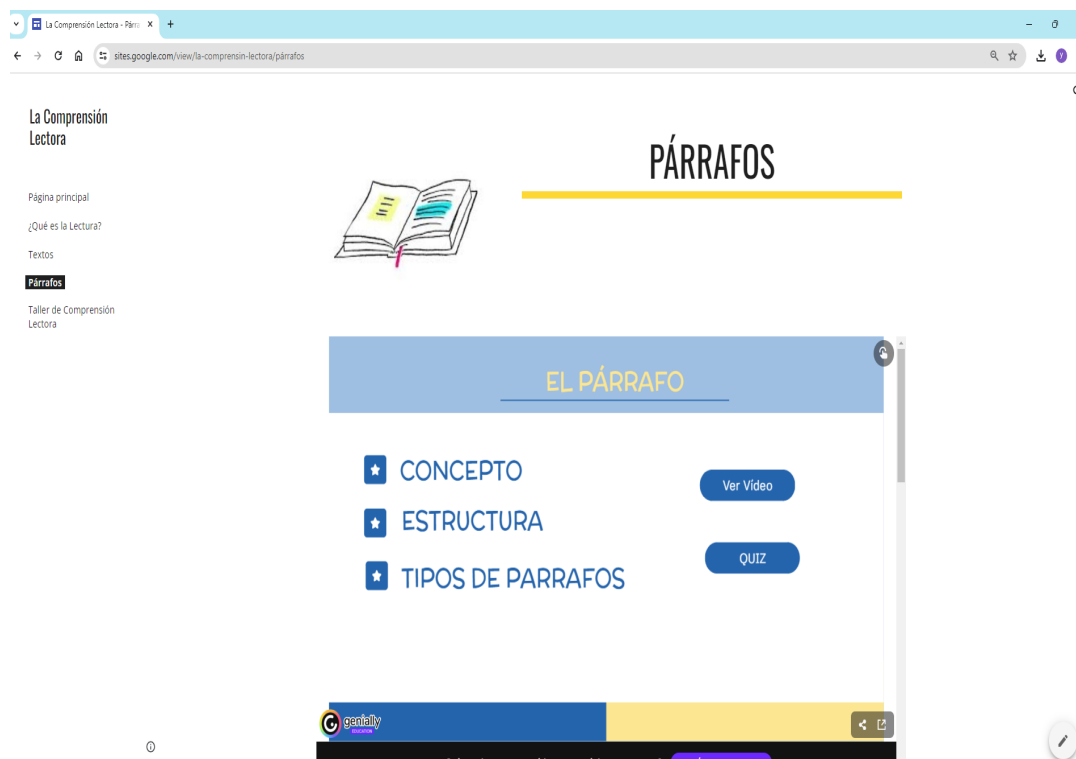 La Comprensión Lectora - Párra
sites.google.com/view/la-comprensin-lectora/párrafos
La Comprensión
Lectora
Página principal
¿Qué es la Lectura?
Textos
Párrafos
Taller de Comprensión
Lectora
PÁRRAFOS
EL PÁRRAFO
CONCEPTO
ESTRUCTURA
TIPOS DE PARRAFOS
Ver Vídeo
QUIZ
genially
EDUCATION